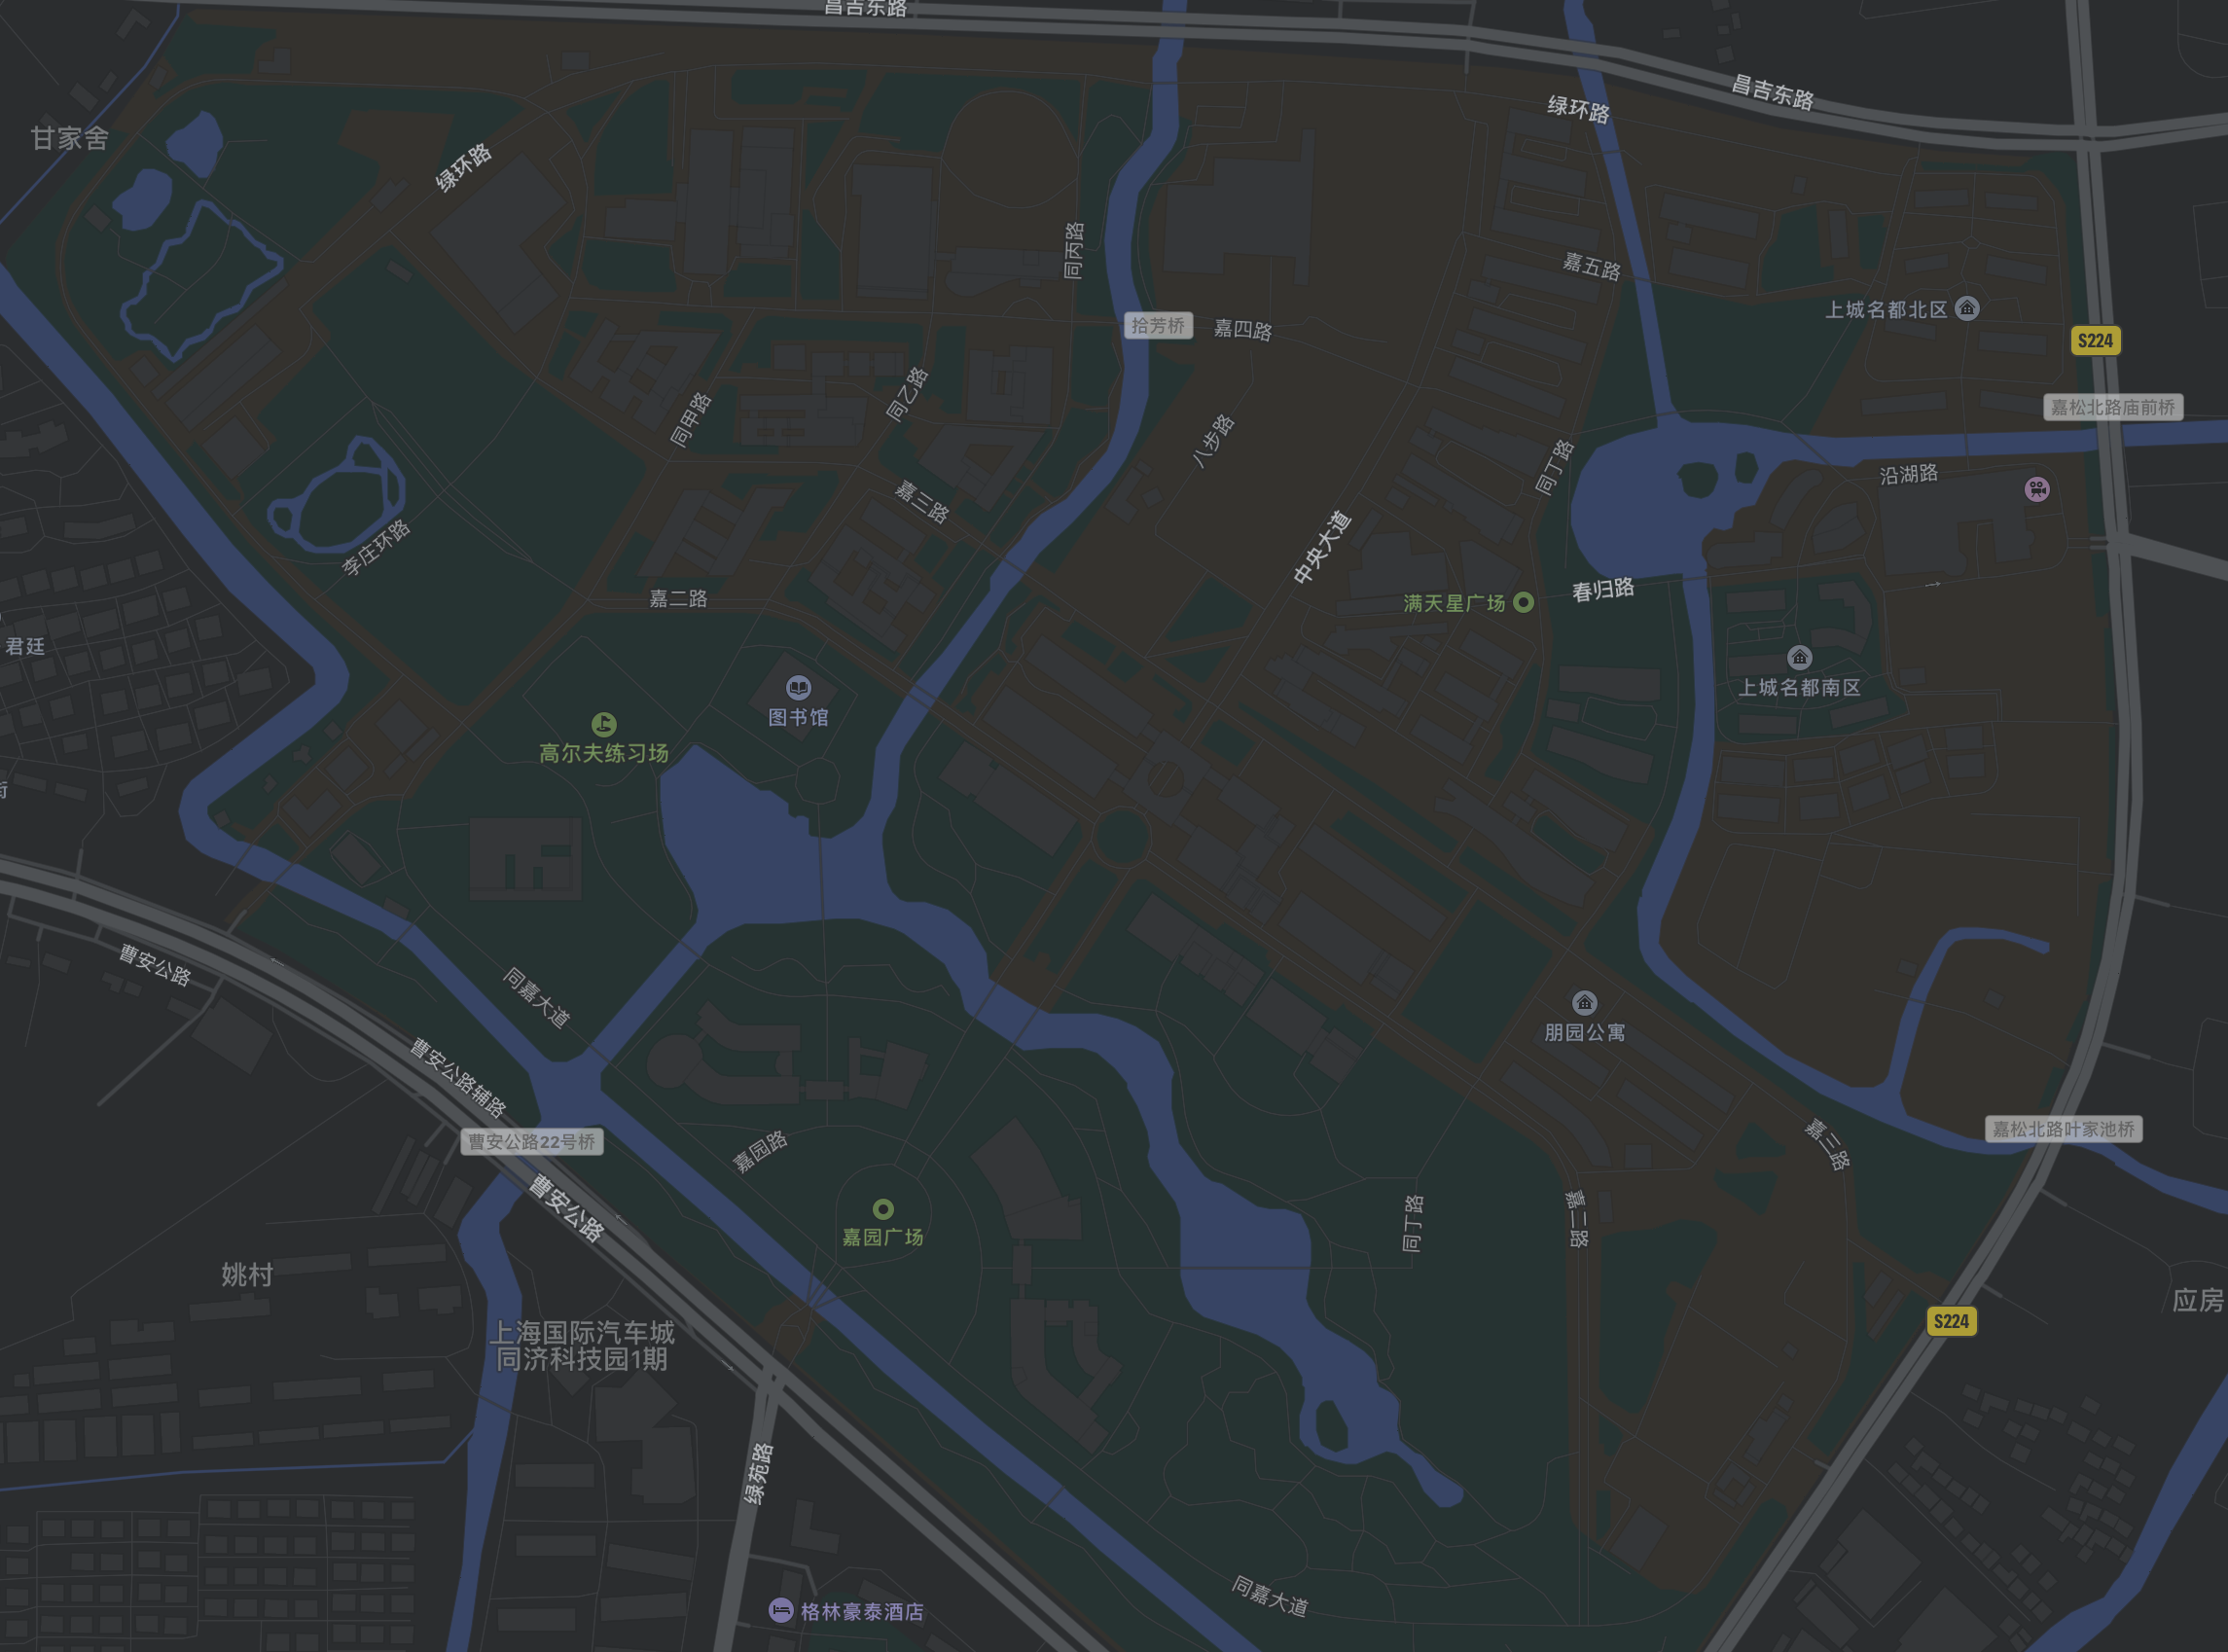 昌吉东路
昌吉东路
绿环路
甘家舍
绿环路
同丙路
嘉五路
上城名都北区
拾芳桥
嘉四路
S224
同甲路
同乙路
嘉松北路庙前桥
八步路
同丁路
沿湖路
嘉三路
李庄环路
中央大道
嘉二路
满天星广场
春归路
君廷
上城名都南区
图书馆
高尔夫练习场
曹安公路
同嘉大道
朋园公寓
曹安公路辅路
曹安公路22号桥
嘉园路
嘉三路
嘉松北路叶家池桥
曹安公路
嘉园广场
同丁路
嘉二路
姚村
应房
S224
上海国际汽车城
同济科技园1期
绿苑路
同嘉大道
格林豪泰酒店